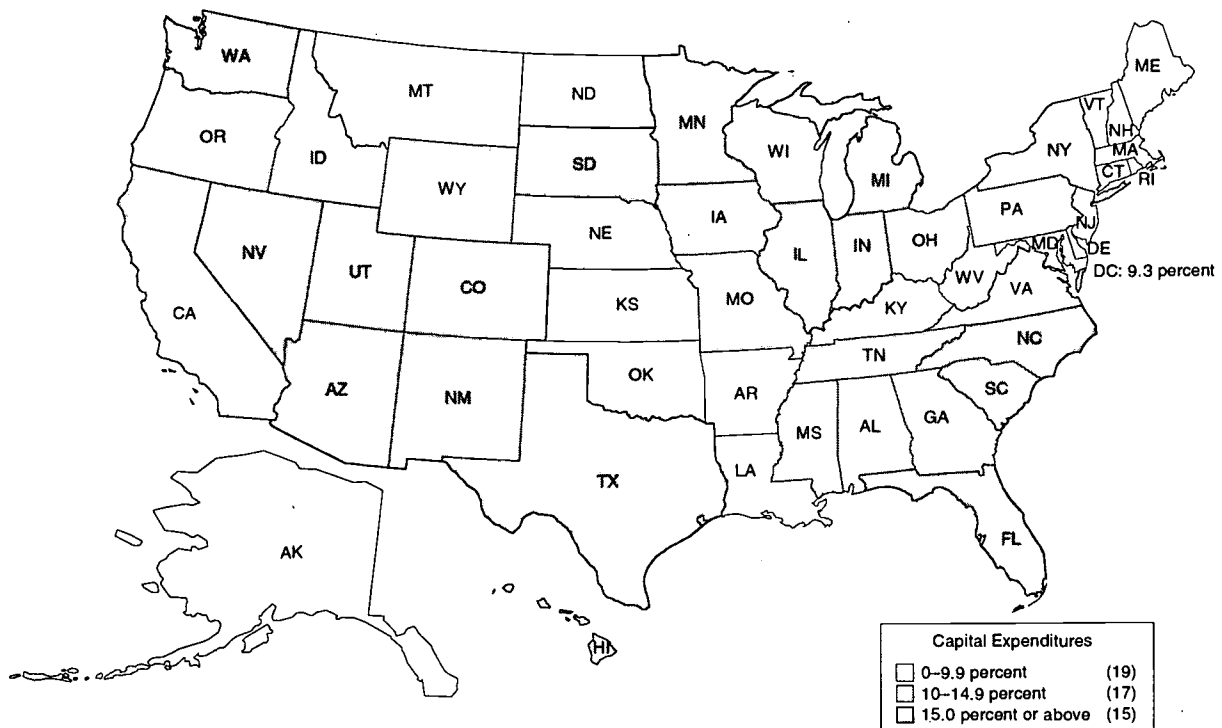 WA
MT
ND
MN
ME
VT
NH
OR
ID
SD
WI
NY
MA
WY
MI
CT
RI
IA
PA
NE
NJ
NV
UT
IL
IN
OH
MD
DE
CO
WV
DC: 9.3 percent
CA
KS
MO
VA
KY
NC
TN
AZ
NM
OK
AR
SC
MS
AL
GA
LA
TX
FL
AK
HI
Capital Expenditures
0–9.9 percent (19)
10–14.9 percent (17)
15.0 percent or above (15)